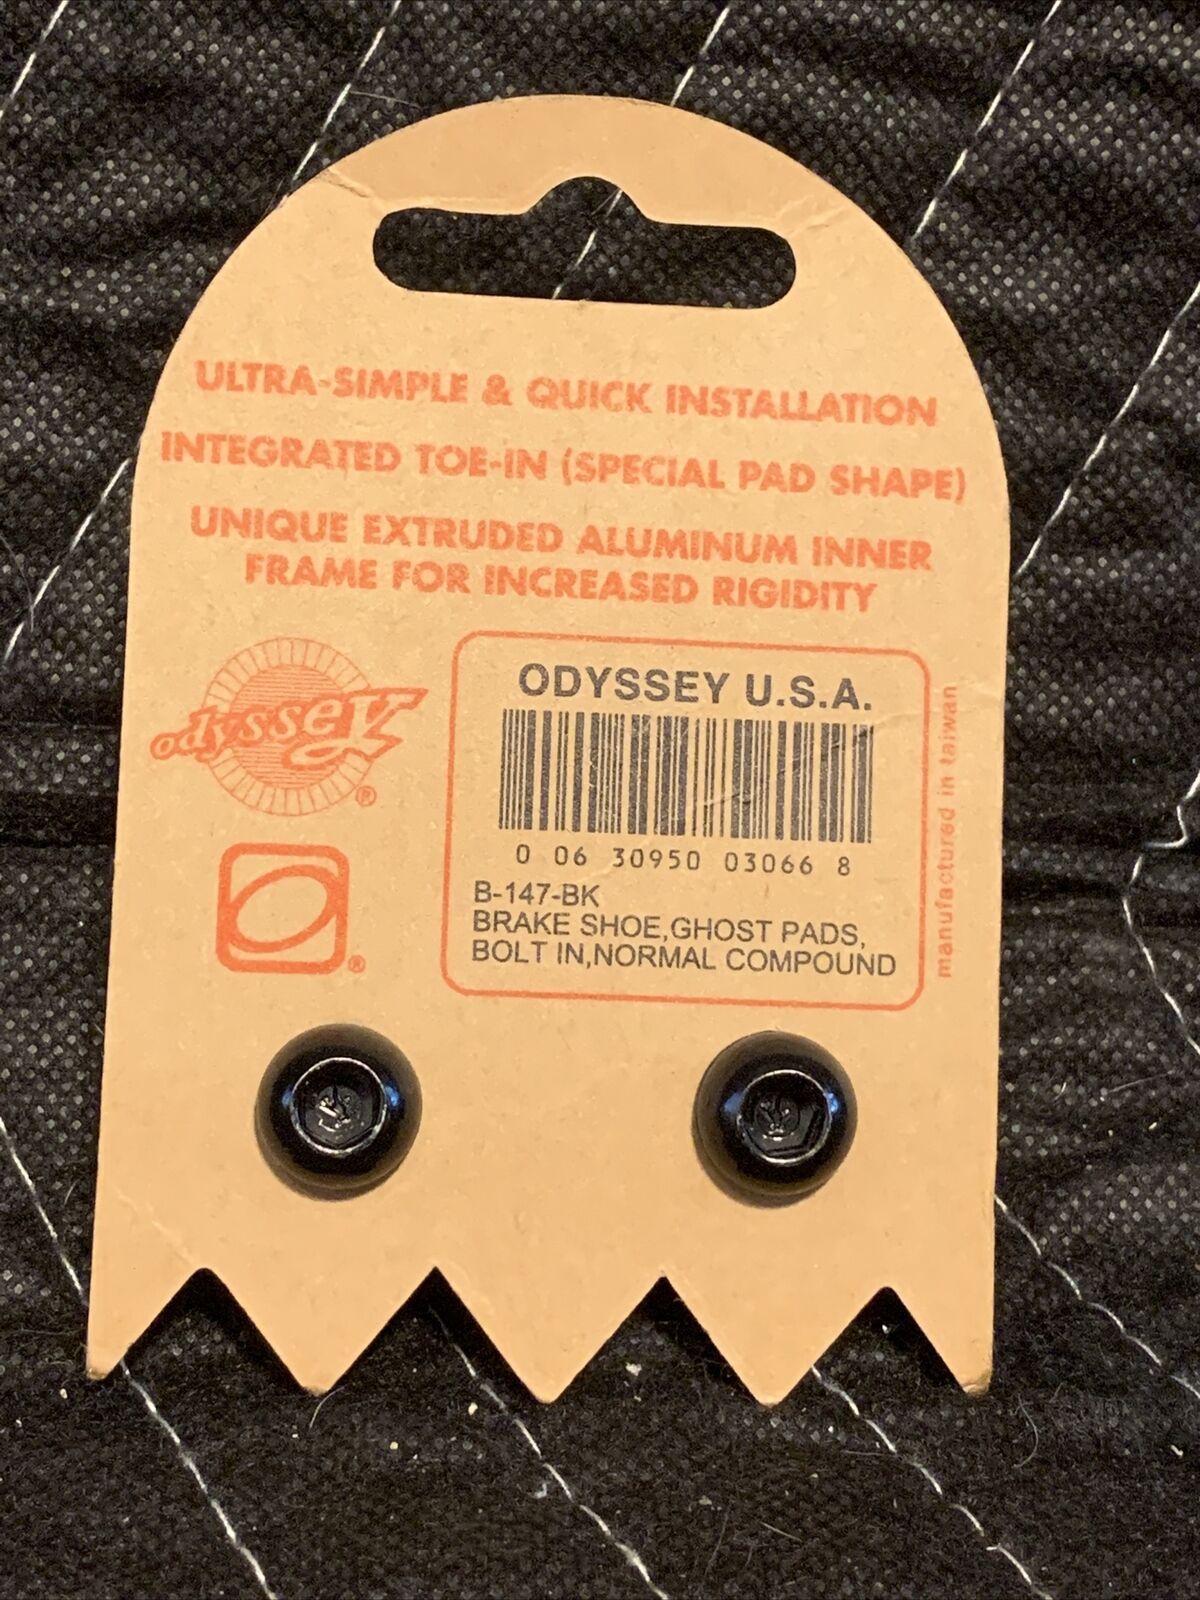 ULTRA-SIMPLE & QUICK INSTALLATION
INTEGRATED TOE-IN (SPECIAL PAD SHAPE)
UNIQUE EXTRUDED ALUMINUM INNER
FRAME FOR INCREASED RIGIDITY
odyssey®
®
ODYSSEY U.S.A.
0 06 30950 03066 8
B-147-BK
BRAKE SHOE,GHOST PADS,
BOLT IN,NORMAL COMPOUND
manufactured in taiwan